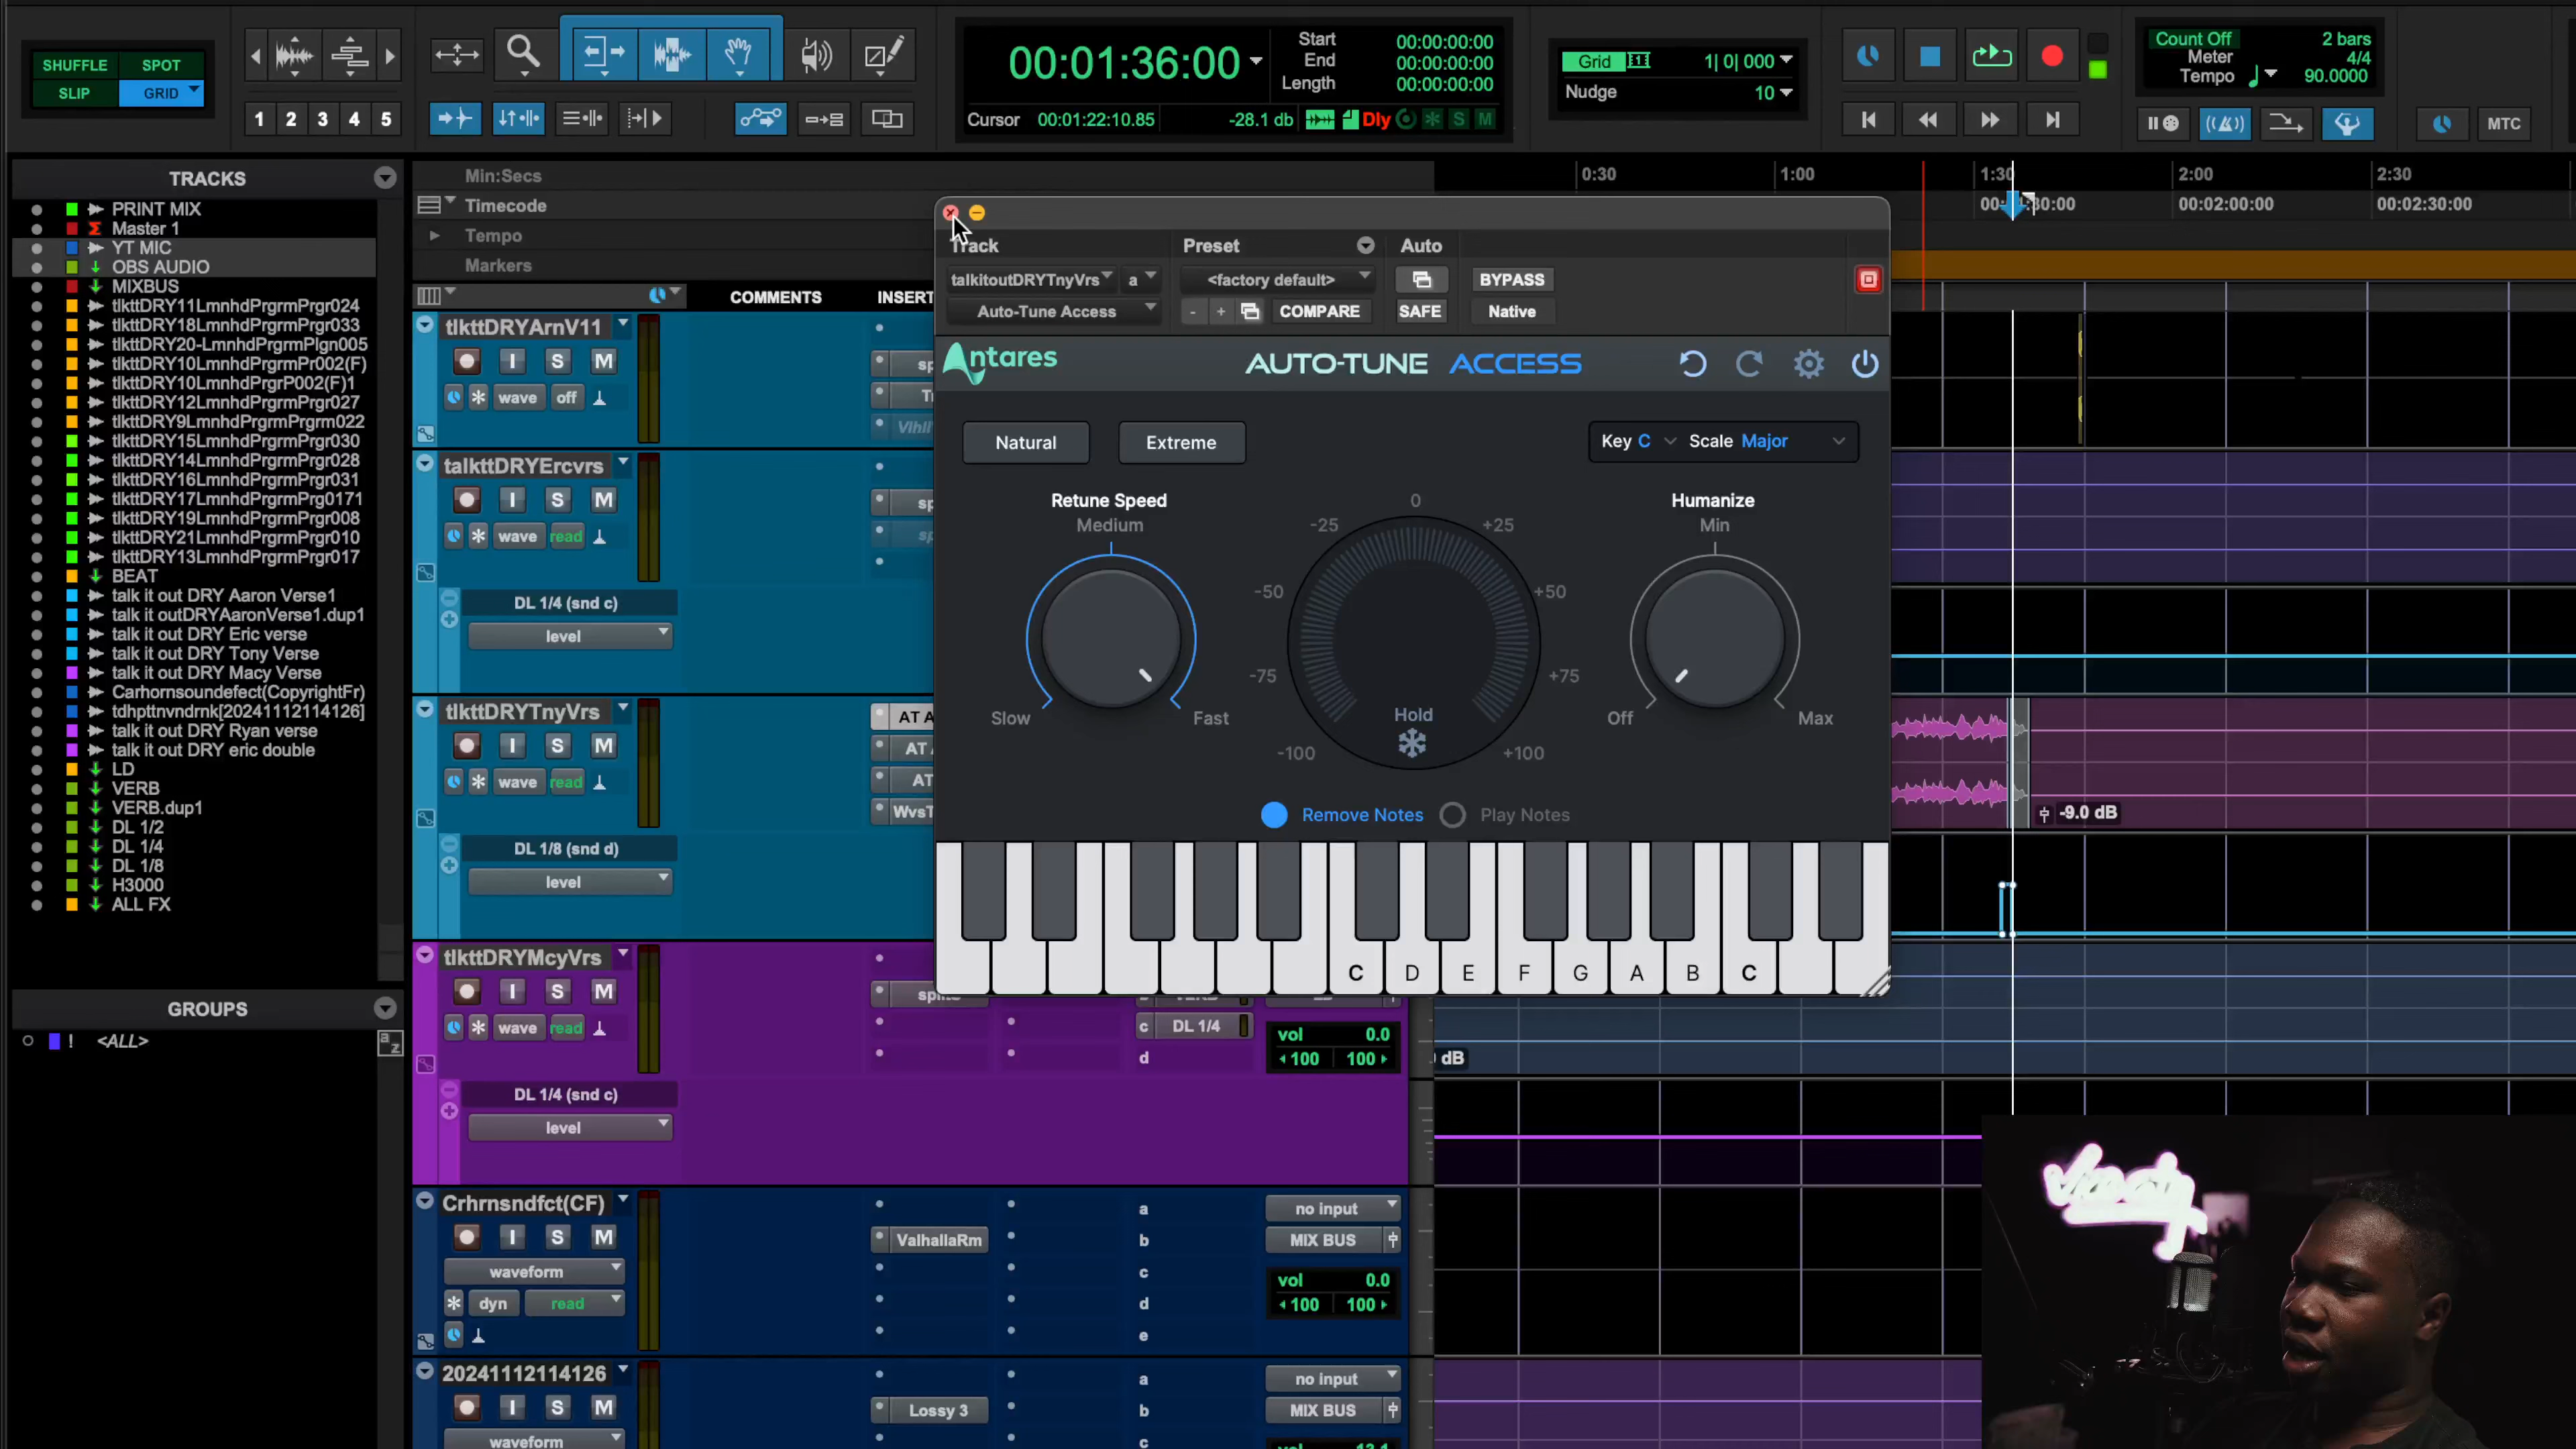 SHUFFLE SPOT
SLIP GRID
1 2 3 4 5
00:01:36:00
Start 00:00:00:00
End 00:00:00:00
Length 00:00:00:00
Cursor 00:01:22:10.85 -28.1 db Dly S M
Grid 1| 0| 000
Nudge 10
Count Off 2 bars
Meter 4/4
Tempo 90.0000
MTC
TRACKS
PRINT MIX
Master 1
YT MIC
OBS AUDIO
MIXBUS
tlkttDRY11LmnhdPrgrmPrgr024
tlkttDRY18LmnhdPrgrmPrgr033
tlkttDRY20-LmnhdPrgrmPlgn005
tlkttDRY10LmnhdPrgrmPr002(F)
tlkttDRY10LmnhdPrgrP002(F)1
tlkttDRY12LmnhdPrgrmPrgr027
tlkttDRY9LmnhdPrgrmPrgrm022
tlkttDRY15LmnhdPrgrmPrgr030
tlkttDRY14LmnhdPrgrmPrgr028
tlkttDRY16LmnhdPrgrmPrgr031
tlkttDRY17LmnhdPrgrmPrg0171
tlkttDRY19LmnhdPrgrmPrgr008
tlkttDRY21LmnhdPrgrmPrgr010
tlkttDRY13LmnhdPrgrmPrgr017
BEAT
talk it out DRY Aaron Verse1
talk it outDRYAaronVerse1.dup1
talk it out DRY Eric verse
talk it out DRY Tony Verse
talk it out DRY Macy Verse
Carhornsoundefect(CopyrightFr)
tdhpttnvndrnk[20241112114126]
talk it out DRY Ryan verse
talk it out DRY eric double
LD
VERB
VERB.dup1
DL 1/2
DL 1/4
DL 1/8
H3000
ALL FX
GROUPS
! <ALL>
a z
Min:Secs
Timecode
Tempo
Markers
0:30 1:00 1:30 2:00 2:30
00:02:00:00 00:02:30:00
COMMENTS INSERT
tlkttDRYArnV11
I S M
wave off
talkttDRYErcvrs
I S M
wave read
DL 1/4 (snd c)
level
tlkttDRYTnyVrs
I S M
wave read
AT A
AT
AT
WvsT
DL 1/8 (snd d)
level
tlkttDRYMcyVrs
I S M
wave read
c DL 1/4
d
vol 0.0
100 100
DL 1/4 (snd c)
level
Crhrnsndfct(CF)
I S M
waveform
dyn read
ValhallaRm
a
b
c
d
e
no input
MIX BUS
vol 0.0
100 100
20241112114126
I S M
waveform
Lossy 3
a
b
c
no input
MIX BUS
-9.0 dB
dB
Track Preset Auto
talkitoutDRYTnyVrs a <factory default> BYPASS
Auto-Tune Access - + COMPARE SAFE Native
Antares AUTO-TUNE ACCESS
Natural Extreme Key C Scale Major
Retune Speed
Medium
Slow Fast
0
-25 +25
-50 +50
-75 +75
-100 +100
Hold
Humanize
Min
Off Max
Remove Notes Play Notes
C D E F G A B C